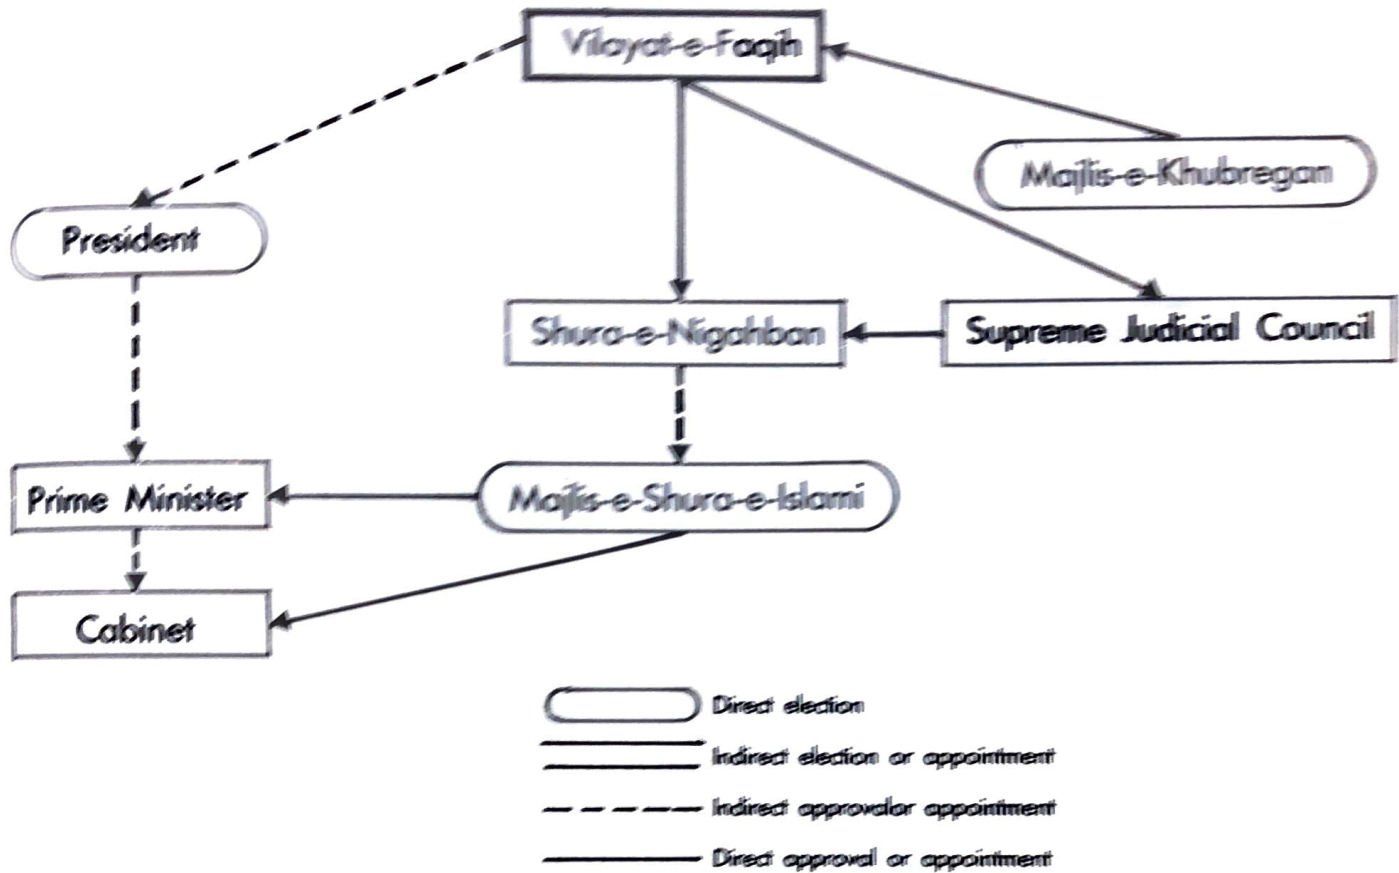 Vilayat-e-Faqih
Majlis-e-Khubregan
President
Shura-e-Nigahban
Supreme Judicial Council
Prime Minister
Majlis-e-Shura-e-Islami
Cabinet
Direct election
Indirect election or appointment
Indirect approvalor appointment
Direct approval or appointment